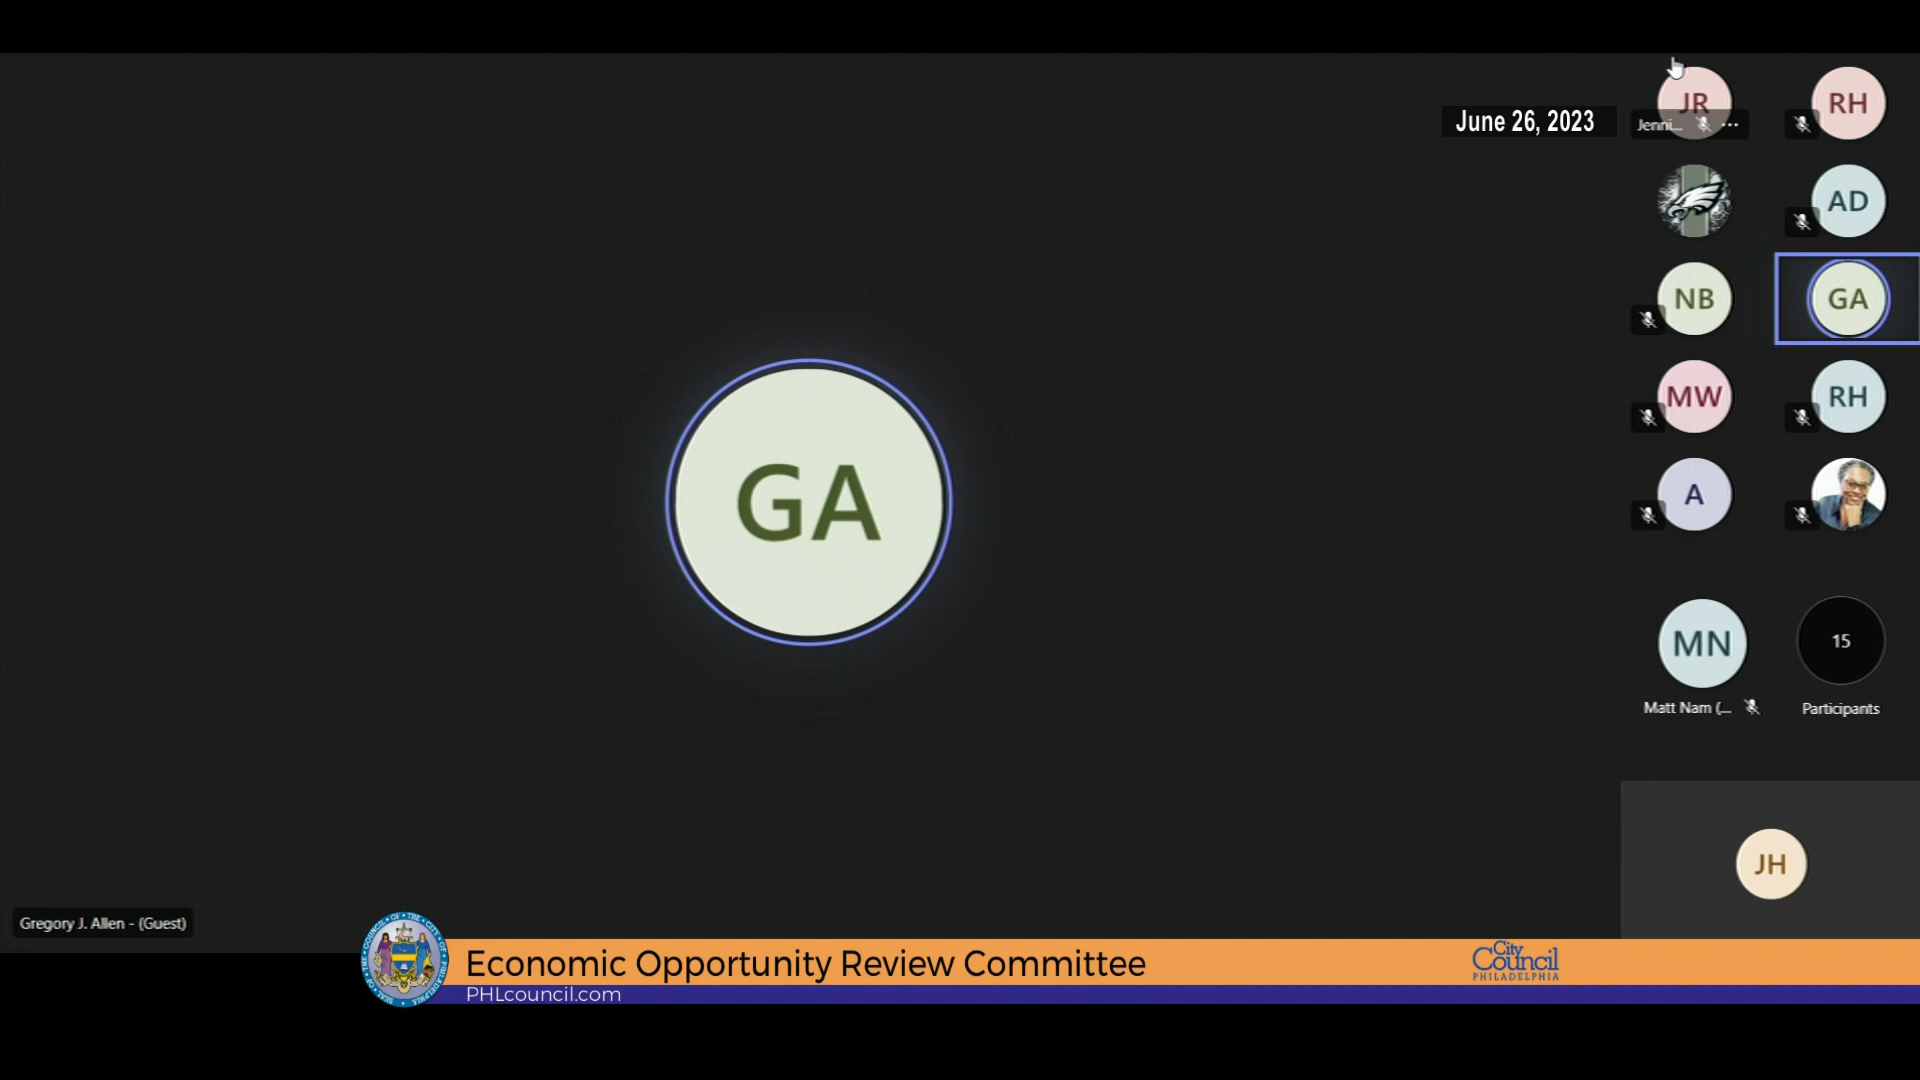 June 26, 2023
JR
RH
Jenni...
AD
NB
GA
MW
RH
A
GA
MN
15
Matt Nam (...
Participants
JH
Gregory J. Allen - (Guest)
Economic Opportunity Review Committee
City
Council
PHILADELPHIA
PHLcouncil.com